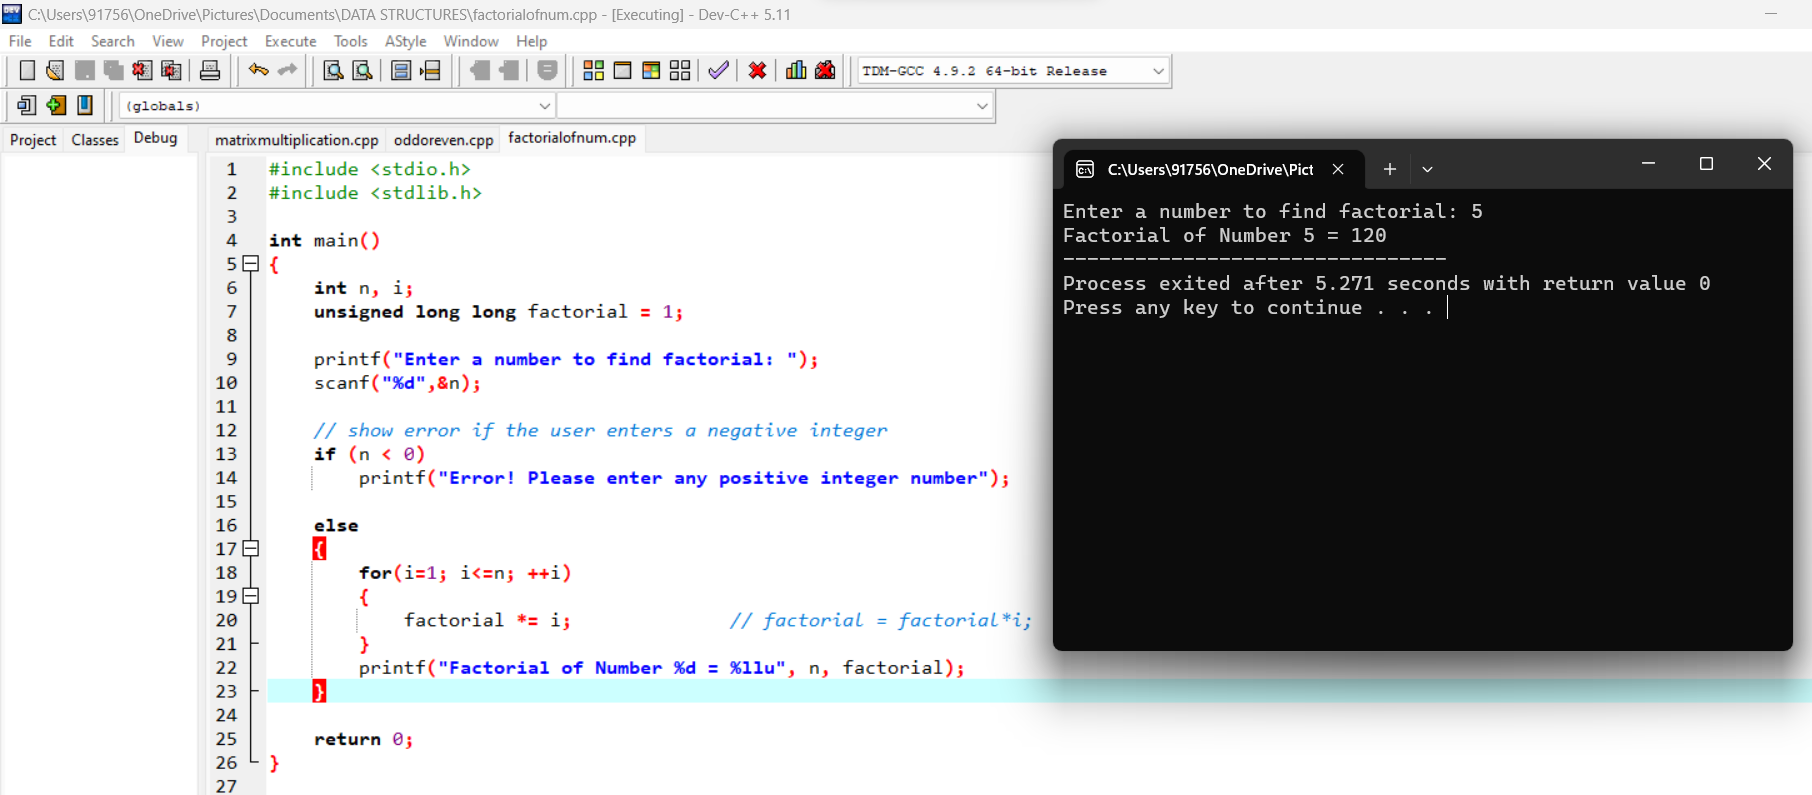 C:\Users\91756\OneDrive\Pictures\Documents\DATA STRUCTURES\factorialofnum.cpp - [Executing] - Dev-C++ 5.11
File Edit Search View Project Execute Tools AStyle Window Help
TDM-GCC 4.9.2 64-bit Release
(globals)
Project Classes Debug
matrixmultiplication.cpp oddoreven.cpp factorialofnum.cpp
1 #include <stdio.h>
2 #include <stdlib.h>
3
4 int main()
5 {
6 int n, i;
7 unsigned long long factorial = 1;
8
9 printf("Enter a number to find factorial: ");
10 scanf("%d",&n);
11
12 // show error if the user enters a negative integer
13 if (n < 0)
14 printf("Error! Please enter any positive integer number");
15
16 else
17 {
18 for(i=1; i<=n; ++i)
19 {
20 factorial *= i; // factorial = factorial*i;
21 }
22 printf("Factorial of Number %d = %llu", n, factorial);
23 }
24
25 return 0;
26 }
27
C:\Users\91756\OneDrive\Pict
Enter a number to find factorial: 5
Factorial of Number 5 = 120
--------------------------------
Process exited after 5.271 seconds with return value 0
Press any key to continue . . .